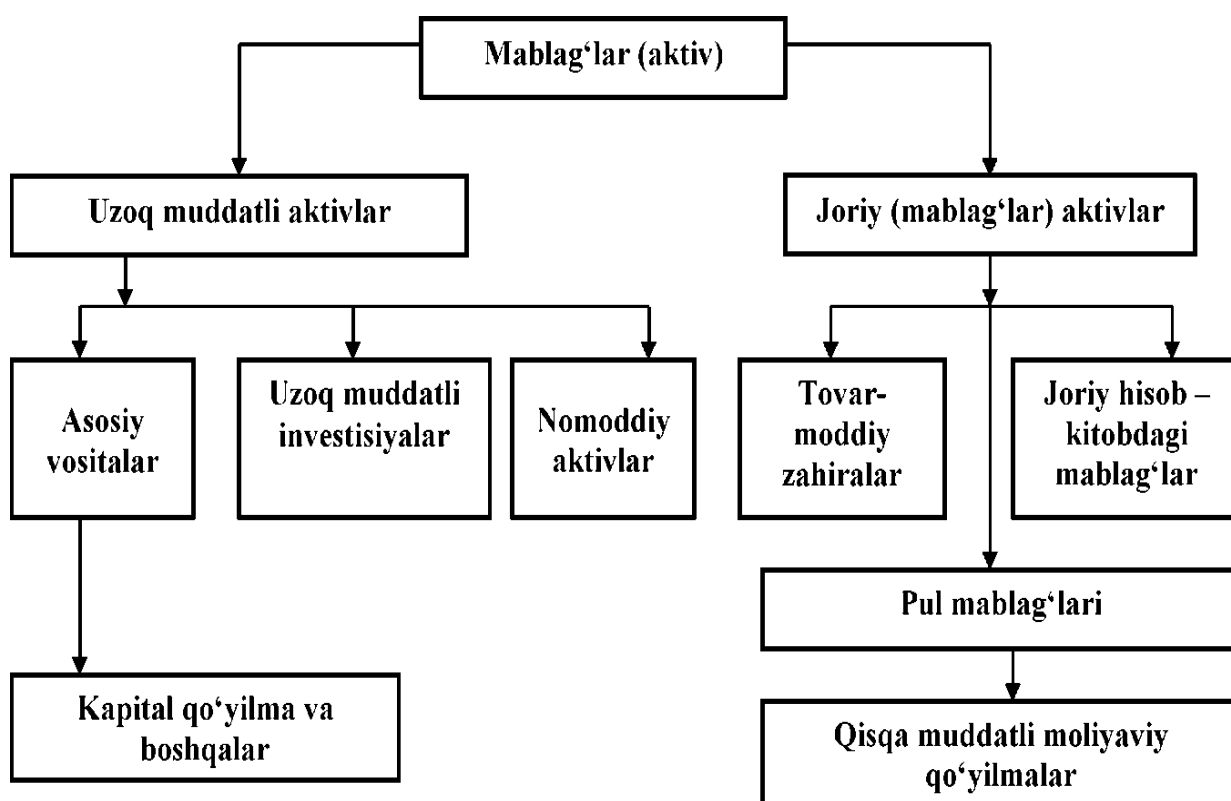 Mablag‘lar (aktiv)
Uzoq muddatli aktivlar
Joriy (mablag‘lar) aktivlar
Asosiy
vositalar
Uzoq muddatli
investisiyalar
Nomoddiy
aktivlar
Tovar-
moddiy
zahiralar
Joriy hisob –
kitobdagi
mablag‘lar
Pul mablag‘lari
Kapital qo‘yilma va
boshqalar
Qisqa muddatli moliyaviy
qo‘yilmalar